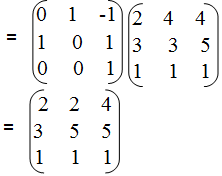 = (0 1 -1) (2 4 4)
(1 0 1) (3 3 5)
(0 0 1) (1 1 1)
= (2 2 4)
(3 5 5)
(1 1 1)